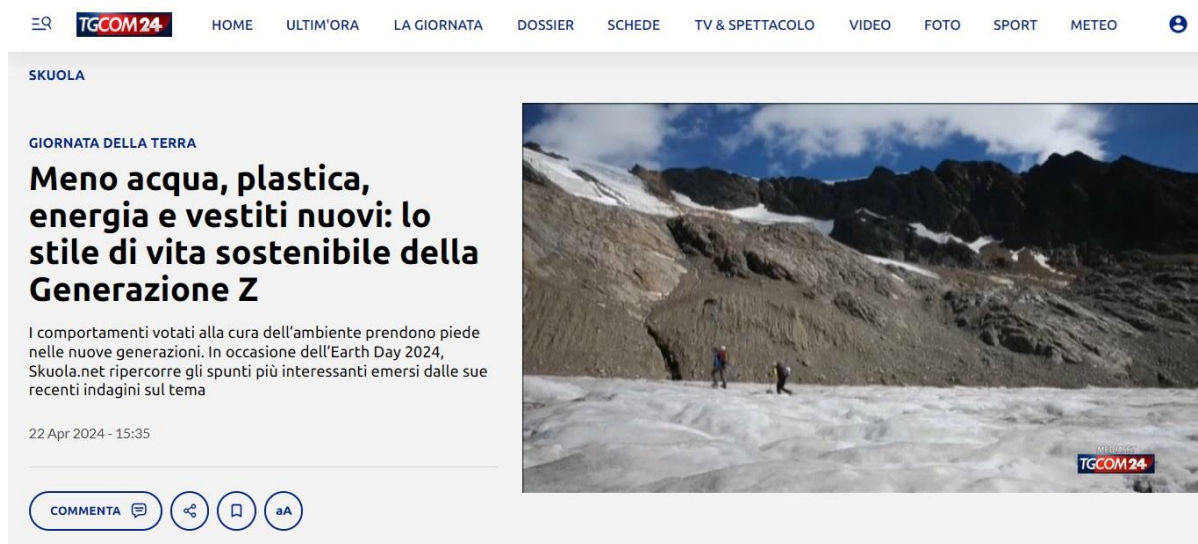 TGCOM24 HOME ULTIM'ORA LA GIORNATA DOSSIER SCHEDE TV & SPETTACOLO VIDEO FOTO SPORT METEO
SKUOLA
GIORNATA DELLA TERRA
Meno acqua, plastica,
energia e vestiti nuovi: lo
stile di vita sostenibile della
Generazione Z
I comportamenti votati alla cura dell'ambiente prendono piede
nelle nuove generazioni. In occasione dell'Earth Day 2024,
Skuola.net ripercorre gli spunti più interessanti emersi dalle sue
recenti indagini sul tema
22 Apr 2024 - 15:35
TGCOM24
COMMENTA aA